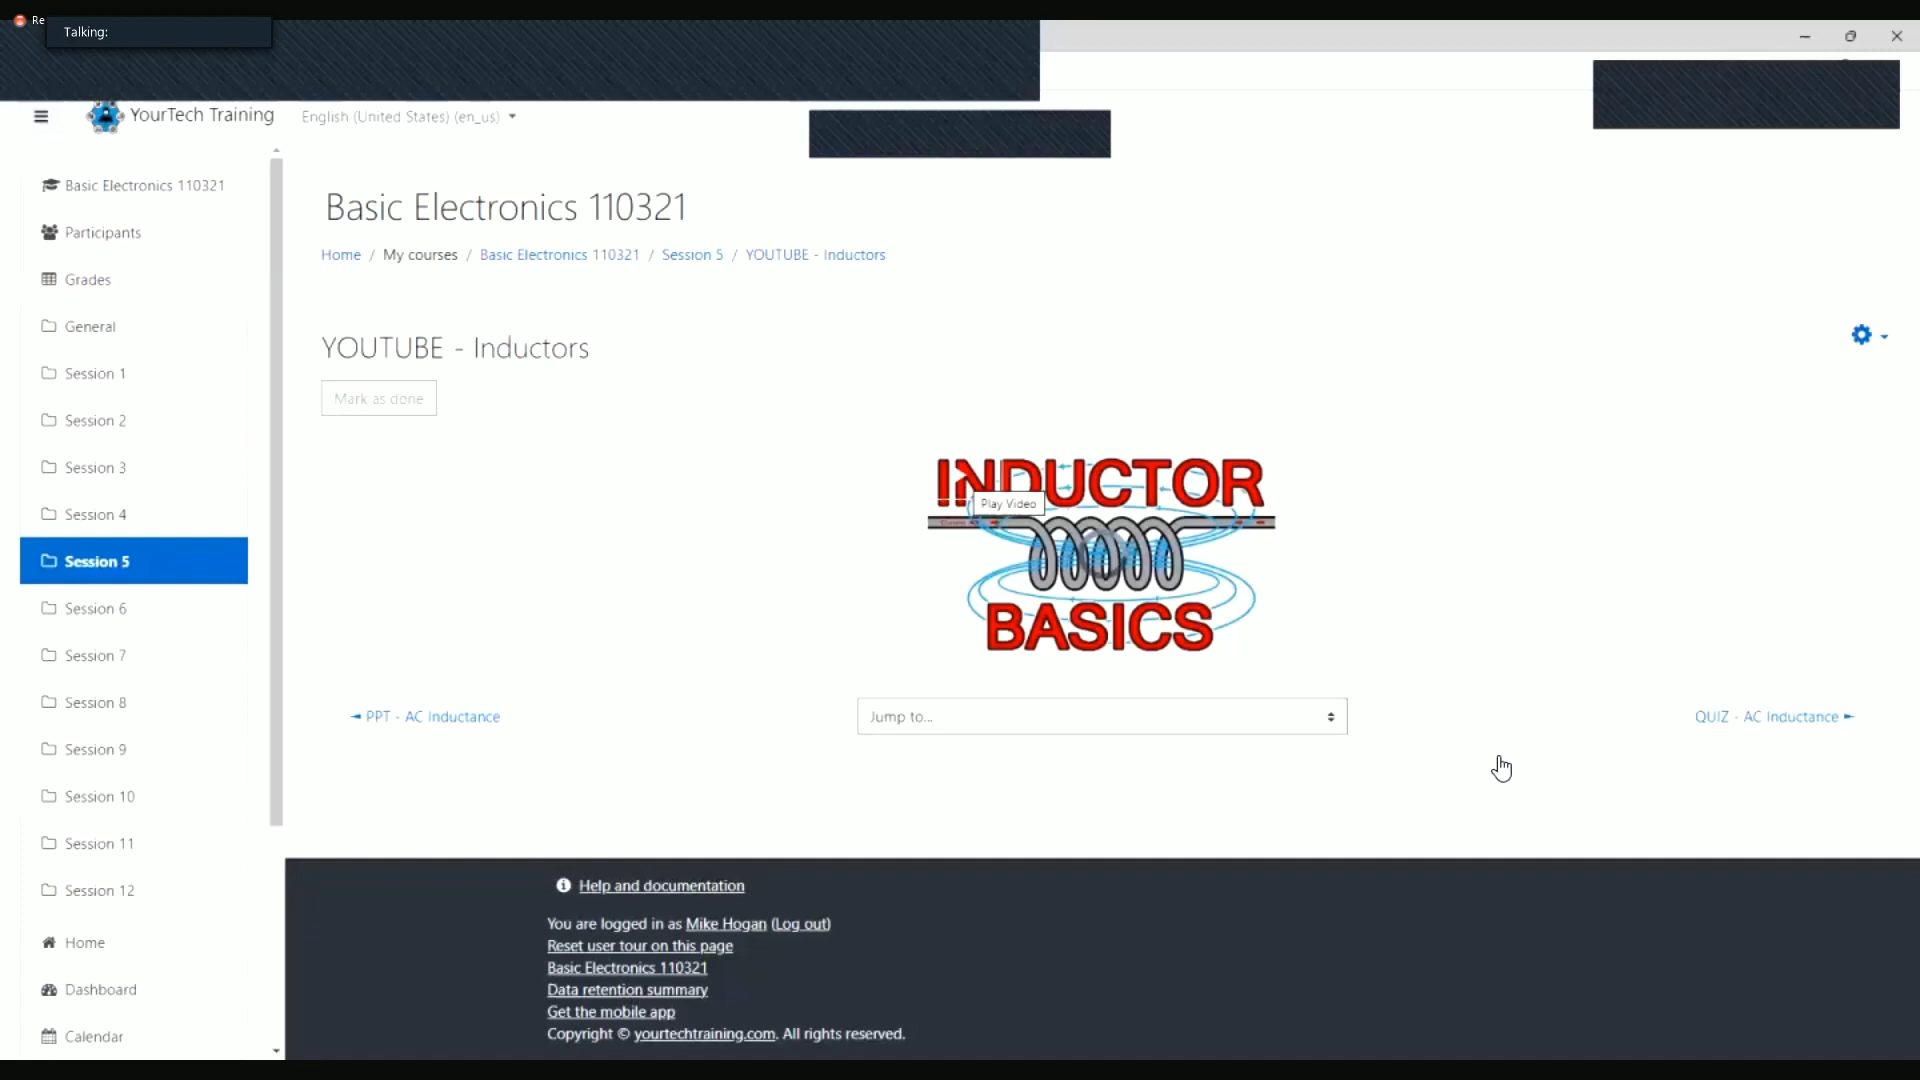 Re
Talking:
YourTech Training
English (United States) (en_us)
Basic Electronics 110321
Participants
Grades
General
Session 1
Session 2
Session 3
Session 4
Session 5
Session 6
Session 7
Session 8
Session 9
Session 10
Session 11
Session 12
Home
Dashboard
Calendar
Basic Electronics 110321
Home / My courses / Basic Electronics 110321 / Session 5 / YOUTUBE - Inductors
YOUTUBE - Inductors
Mark as done
INDUCTOR
Play Video
BASICS
◄ PPT - AC Inductance
Jump to...
QUIZ - AC Inductance ►
Help and documentation
You are logged in as Mike Hogan (Log out)
Reset user tour on this page
Basic Electronics 110321
Data retention summary
Get the mobile app
Copyright © yourtechtraining.com. All rights reserved.